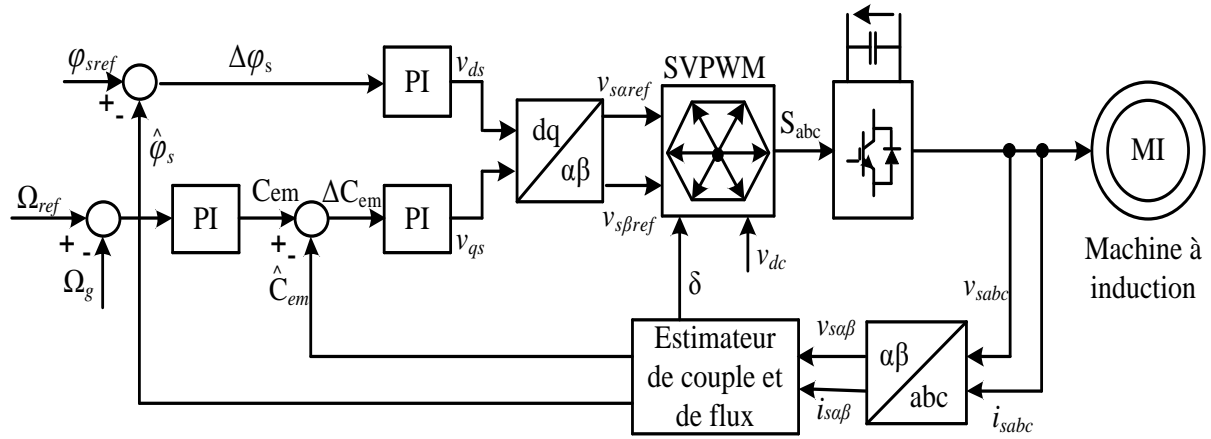 φsref
+ -
Δφs
PI
vds
φ̂s
Ωref
+ -
Ωg
PI
Cem
+ -
ΔCem
Ĉem
PI
vqs
dq
αβ
vsαref
vsβref
SVPWM
Sabc
vdc
δ
MI
Machine à
induction
vsabc
isabc
αβ
abc
vsαβ
isαβ
Estimateur
de couple et
de flux